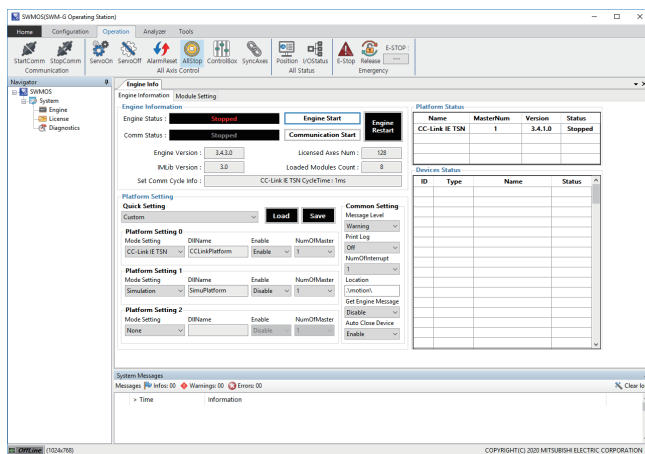 SWMOS(SWM-G Operating Station)
Home Configuration Operation Analyzer Tools
StartComm StopComm ServoOn ServoOff AlarmReset AllStop ControlBox SyncAxes Position I/OStatus E-Stop Release E-STOP : ----
Communication All Axis Control All Status Emergency
Navigator
SWMOS
System
Engine
License
Diagnostics
Engine Info
Engine Information Module Setting
Engine Information
Engine Status : Stopped Engine Start Engine Restart
Comm Status : Stopped Communication Start
Engine Version : 3.4.3.0 Licensed Axes Num : 128
IMLib Version : 3.0 Loaded Modules Count : 8
Set Comm Cycle Info : CC-Link IE TSN CycleTime : 1ms
Platform Setting
Quick Setting
Custom Load Save
Platform Setting 0
Mode Setting DllName Enable NumOfMaster
CC-Link IE TSN CCLinkPlatform Enable 1
Platform Setting 1
Mode Setting DllName Enable NumOfMaster
Simulation SimuPlatform Disable 1
Platform Setting 2
Mode Setting DllName Enable NumOfMaster
None Disable 1
Common Setting
Message Level
Warning
Print Log
Off
NumOfInterrupt
1
Location
.\motion\
Get Engine Message
Disable
Auto Close Device
Enable
Platform Status
Name MasterNum Version Status
CC-Link IE TSN 1 3.4.1.0 Stopped
Devices Status
ID Type Name Status
System Messages
Messages Infos: 00 Warnings: 00 Errors: 00 Clear lo
» Time Information
OffLine (1024x768) COPYRIGHT(C) 2020 MITSUBISHI ELECTRIC CORPORATION